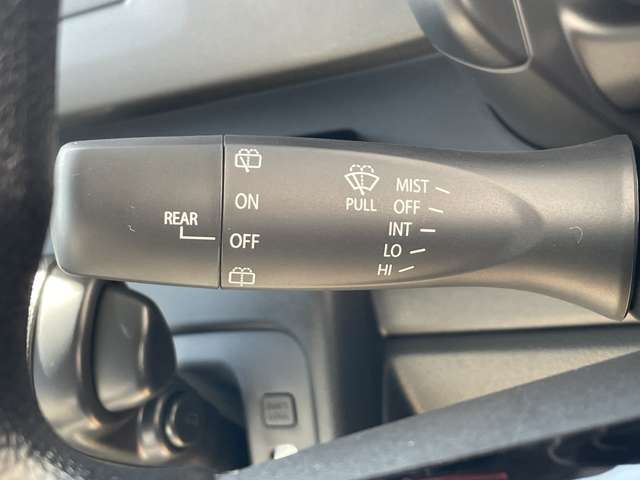 REAR
ON
OFF
PULL
MIST
OFF
INT
LO
HI